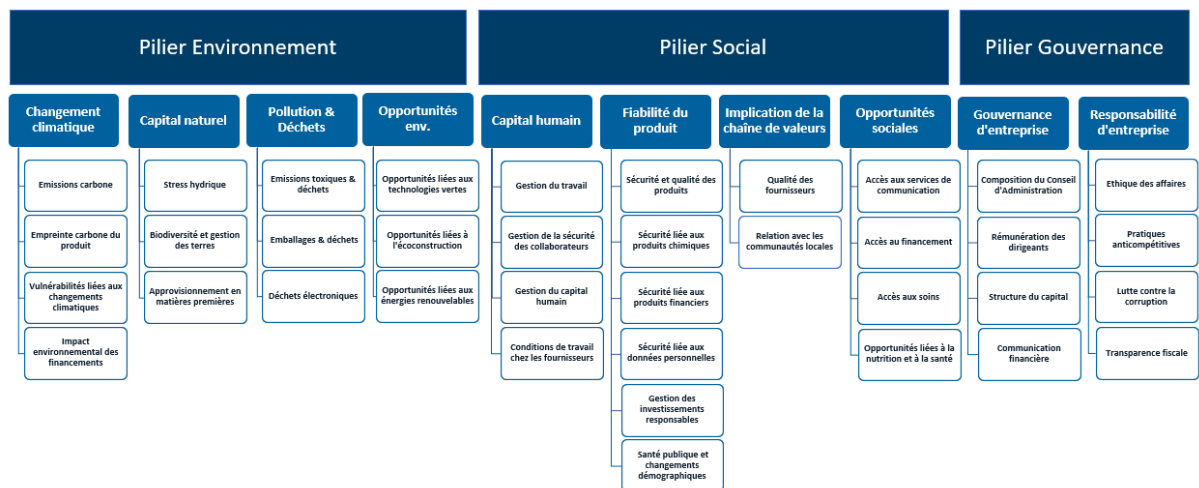 Pilier Environnement
Pilier Social
Pilier Gouvernance
Changement
climatique
Capital naturel
Pollution &
Déchets
Opportunités
env.
Capital humain
Fiabilité du
produit
Implication de la
chaîne de valeurs
Opportunités
sociales
Gouvernance
d'entreprise
Responsabilité
d'entreprise
Emissions carbone
Empreinte carbone du
produit
Vulnérabilités liées aux
changements
climatiques
Impact
environnemental des
financements
Stress hydrique
Biodiversité et gestion
des terres
Approvisionnement en
matières premières
Emissions toxiques &
déchets
Emballages & déchets
Déchets électroniques
Opportunités liées aux
technologies vertes
Opportunités liées à
l'écoconstruction
Opportunités liées aux
énergies renouvelables
Gestion du travail
Gestion de la sécurité
des collaborateurs
Gestion du capital
humain
Conditions de travail
chez les fournisseurs
Sécurité et qualité des
produits
Sécurité liée aux
produits chimiques
Sécurité liée aux
produits financiers
Sécurité liée aux
données personnelles
Gestion des
investissements
responsables
Santé publique et
changements
démographiques
Qualité des
fournisseurs
Relation avec les
communautés locales
Accès aux services de
communication
Accès au financement
Accès aux soins
Opportunités liées à la
nutrition et à la santé
Composition du Conseil
d'Administration
Rémunération des
dirigeants
Structure du capital
Communication
financière
Ethique des affaires
Pratiques
anticompétitives
Lutte contre la
corruption
Transparence fiscale